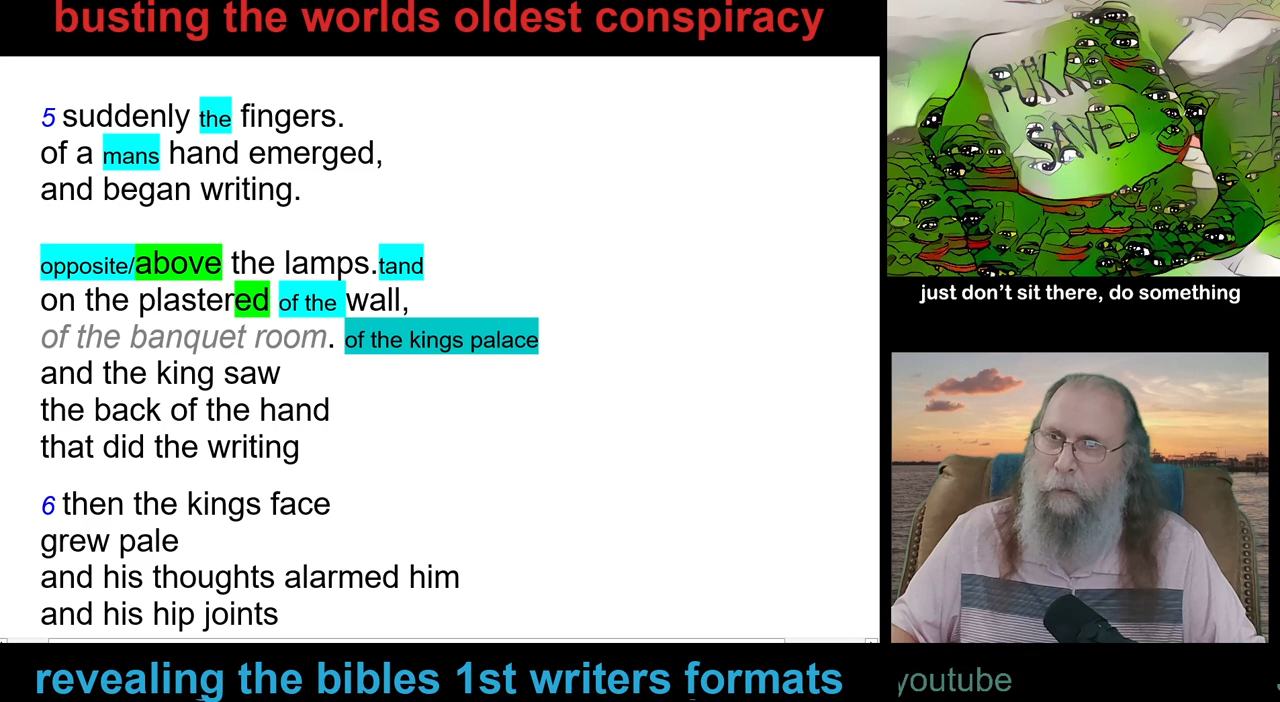 busting the worlds oldest conspiracy
5 suddenly the fingers.
of a mans hand emerged,
and began writing.
opposite/above the lamps.tand
on the plastered of the wall,
of the banquet room. of the kings palace
and the king saw
the back of the hand
that did the writing
6 then the kings face
grew pale
and his thoughts alarmed him
and his hip joints
revealing the bibles 1st writers formats
SAVED
just don’t sit there, do something
youtube